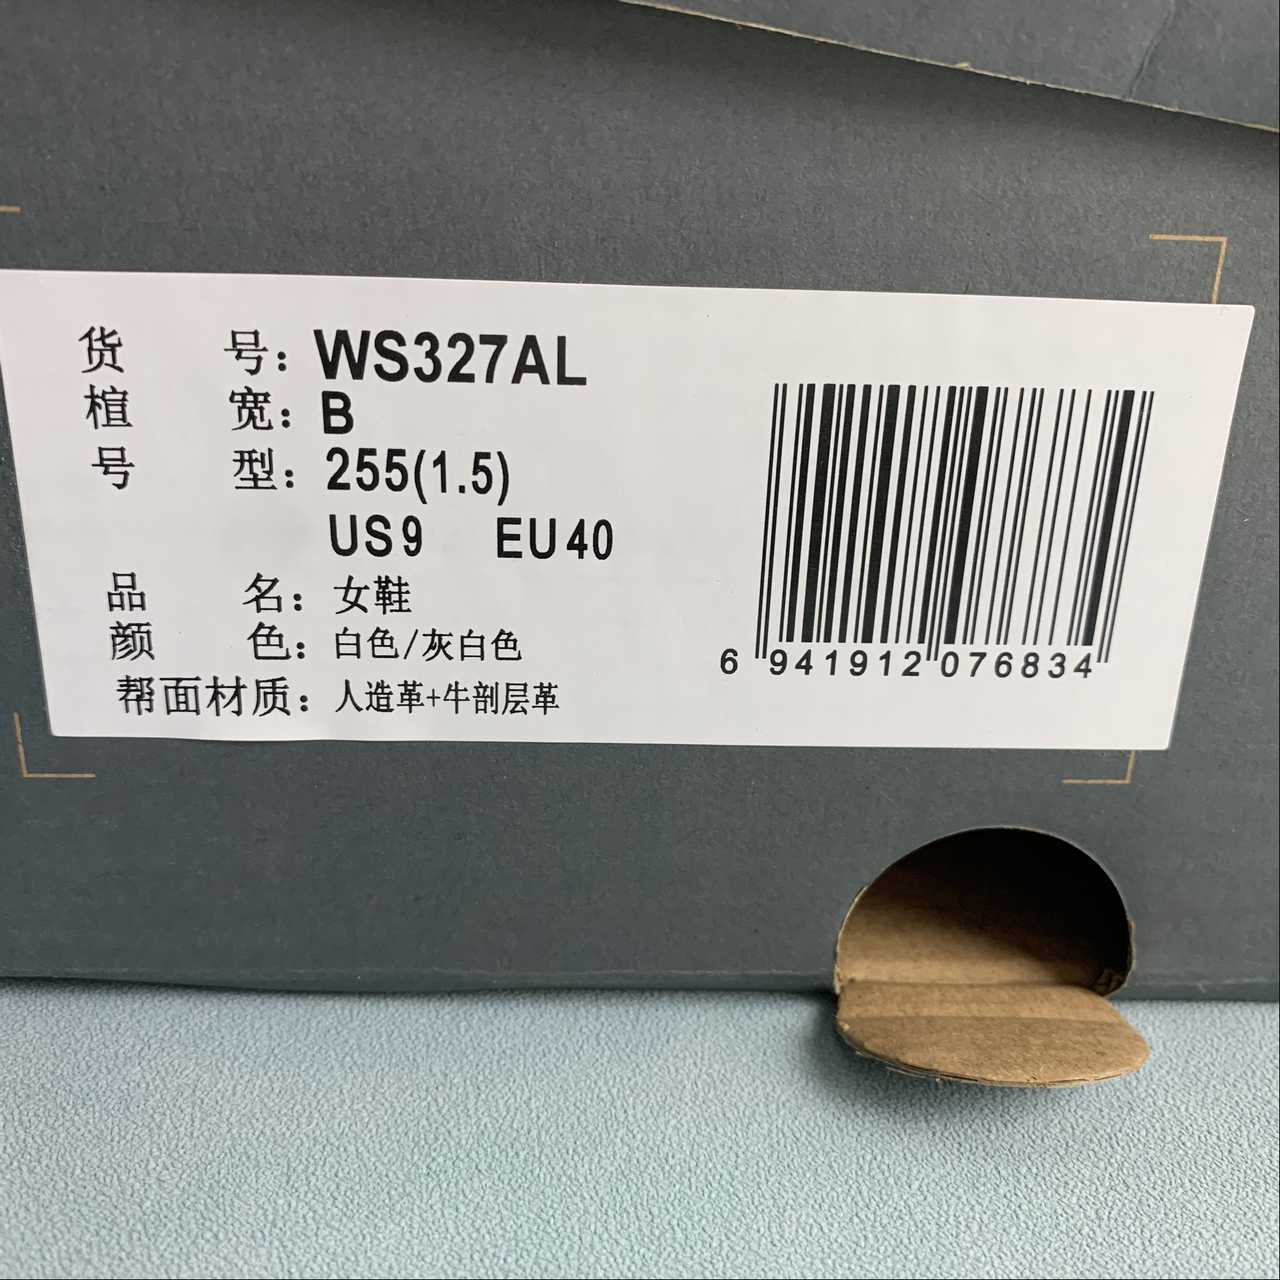 货 号：WS327AL
楦 宽：B
号 型：255(1.5)
US9 EU40
品 名：女鞋
颜 色：白色/灰白色
帮面材质：人造革+牛剖层革
6 941912 076834